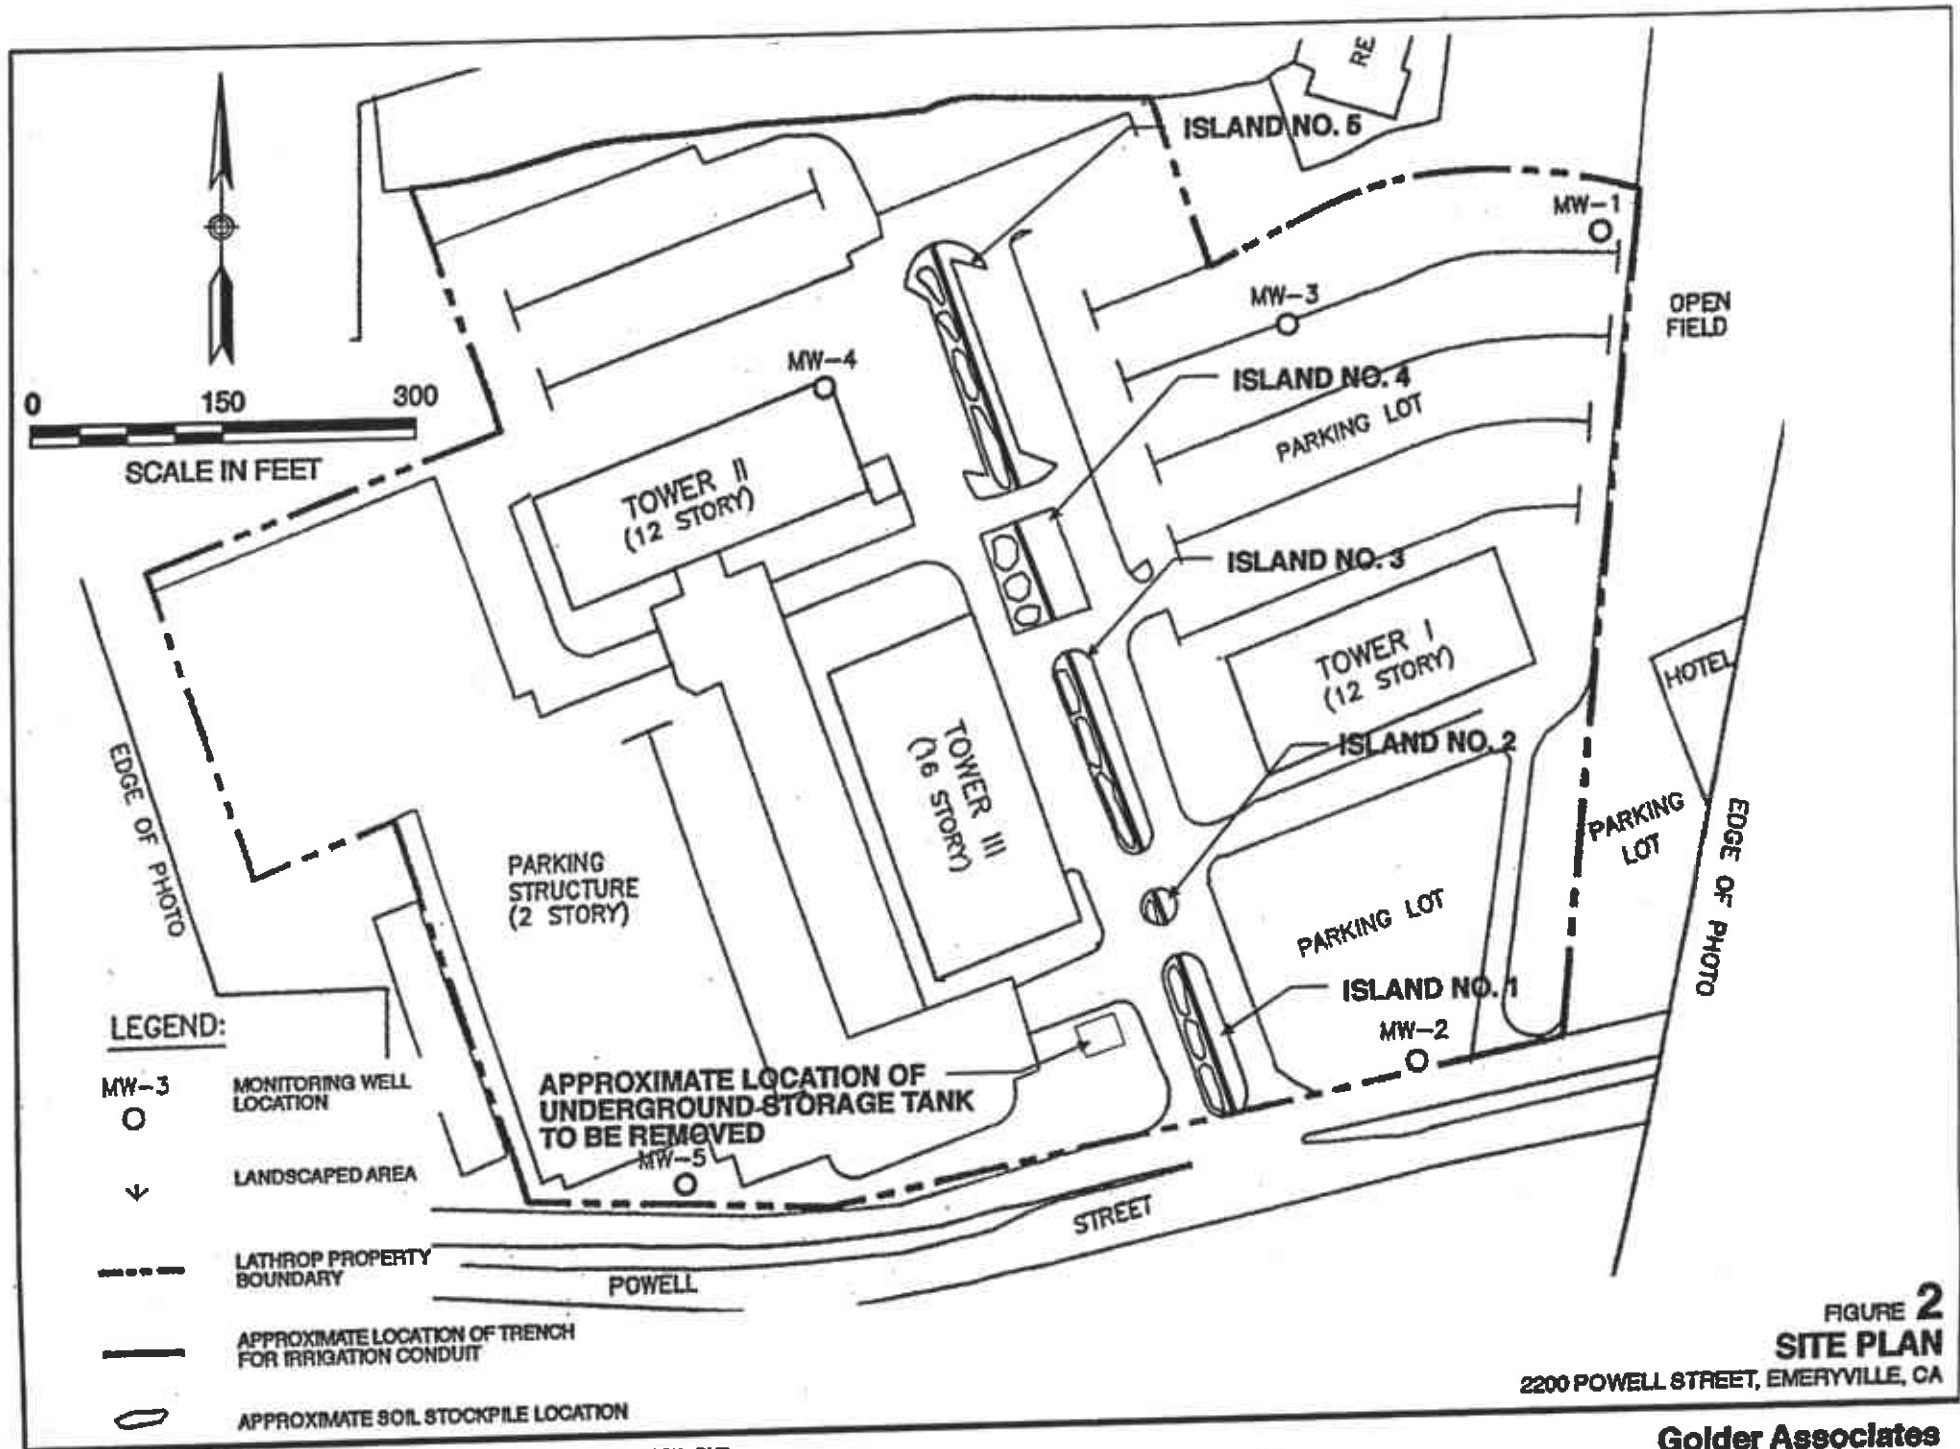 RE
ISLAND NO. 5
MW-1
MW-3
OPEN
FIELD
MW-4
ISLAND NO. 4
0 150 300
SCALE IN FEET
PARKING LOT
TOWER II
(12 STORY)
ISLAND NO. 3
TOWER I
(12 STORY)
HOTEL
ISLAND NO. 2
TOWER III
(16 STORY)
EDGE OF PHOTO
PARKING
LOT
EDGE OF PHOTO
PARKING
STRUCTURE
(2 STORY)
PARKING LOT
ISLAND NO. 1
MW-2
LEGEND:
MW-3
MONITORING WELL
LOCATION
APPROXIMATE LOCATION OF
UNDERGROUND STORAGE TANK
TO BE REMOVED
MW-5
LANDSCAPED AREA
STREET
LATHROP PROPERTY
BOUNDARY
POWELL
APPROXIMATE LOCATION OF TRENCH
FOR IRRIGATION CONDUIT
APPROXIMATE SOIL STOCKPILE LOCATION
FIGURE 2
SITE PLAN
2200 POWELL STREET, EMERYVILLE, CA
Golder Associates